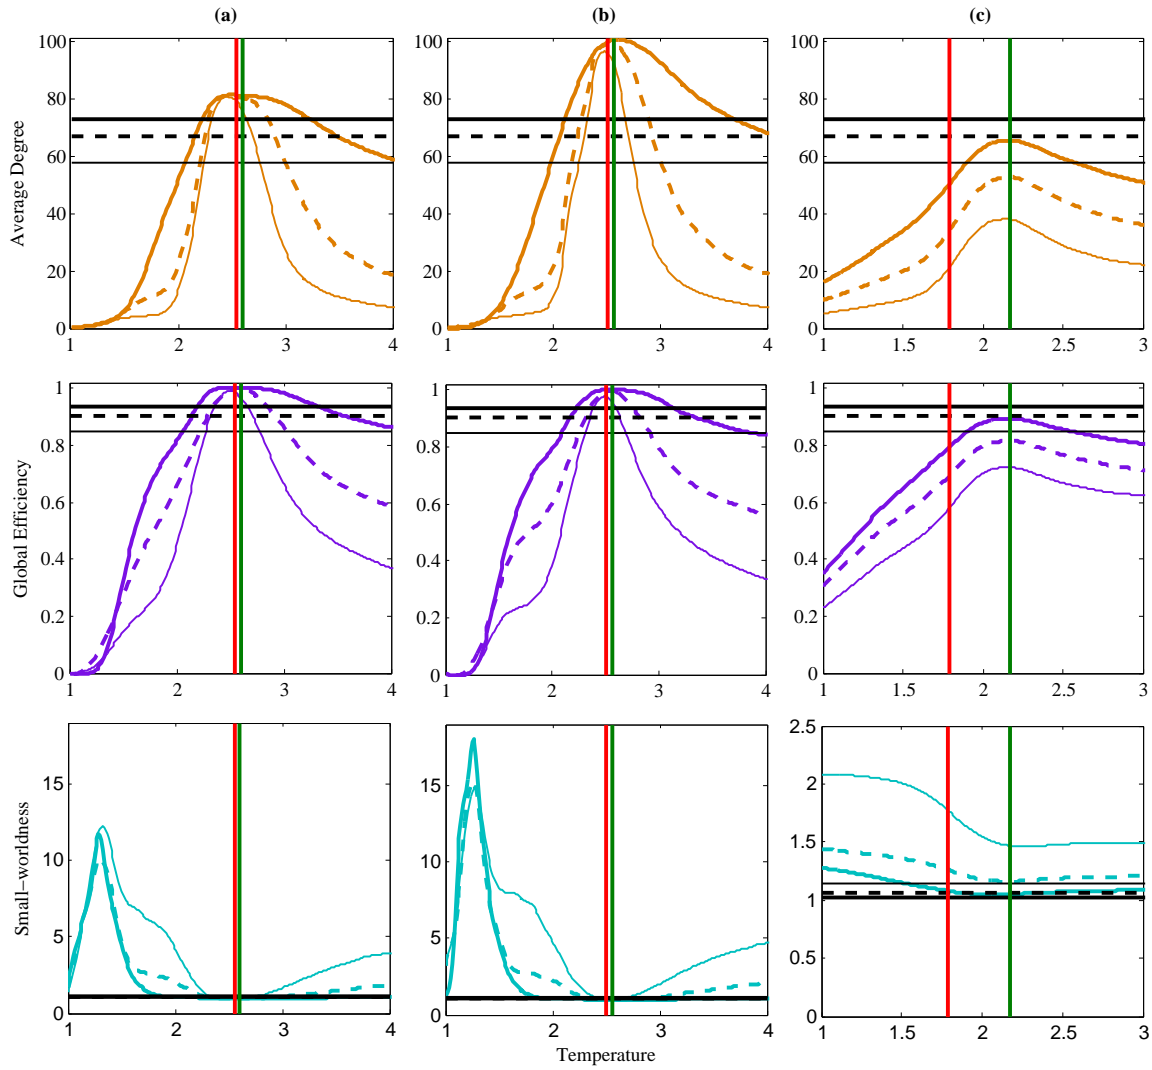 (a) (b) (c)
Average Degree
100 80 60 40 20 0
1 2 3 4
100 80 60 40 20 0
1 2 3 4
100 80 60 40 20 0
1 1.5 2 2.5 3
Global Efficiency
1 0.8 0.6 0.4 0.2 0
1 2 3 4
1 0.8 0.6 0.4 0.2 0
1 2 3 4
1 0.8 0.6 0.4 0.2 0
1 1.5 2 2.5 3
Small−worldness
15 10 5 0
1 2 3 4
15 10 5 0
1 2 3 4
2.5 2 1.5 1 0.5 0
1 1.5 2 2.5 3
Temperature